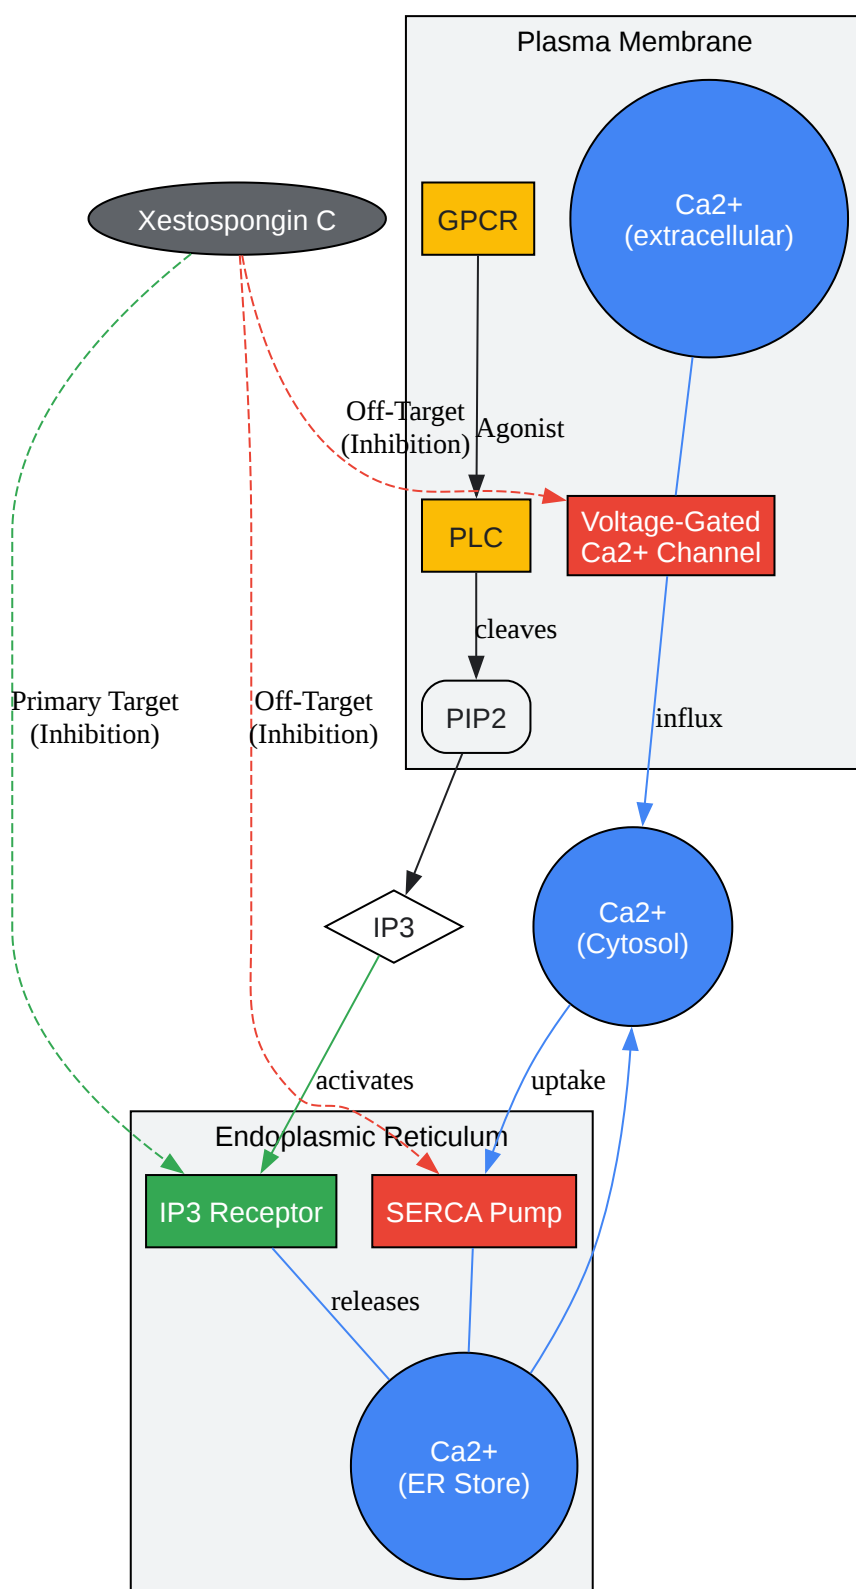 Plasma Membrane
Xestospongin C
GPCR
Ca2+
(extracellular)
Off-Target
(Inhibition)
Agonist
PLC
Voltage-Gated
Ca2+ Channel
cleaves
Primary Target
(Inhibition)
Off-Target
(Inhibition)
PIP2
influx
IP3
Ca2+
(Cytosol)
activates
uptake
Endoplasmic Reticulum
IP3 Receptor
SERCA Pump
releases
Ca2+
(ER Store)